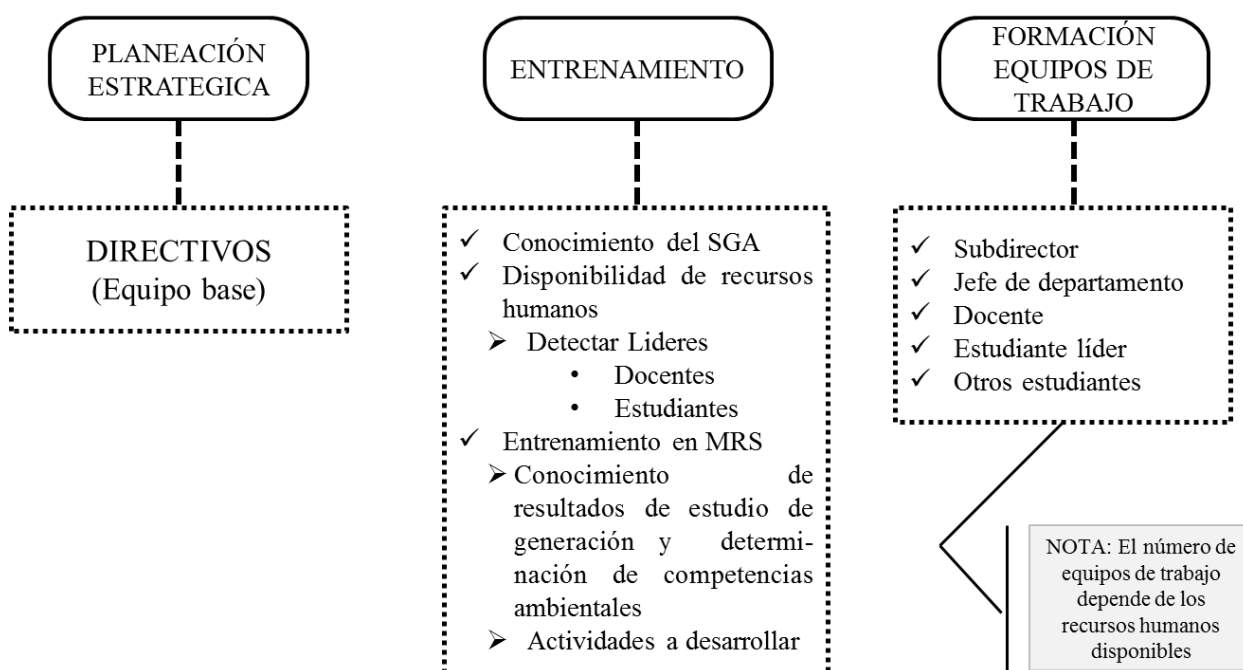 PLANEACIÓN
ESTRATEGICA
DIRECTIVOS
(Equipo base)
ENTRENAMIENTO
✓ Conocimiento del SGA
✓ Disponibilidad de recursos
humanos
➢ Detectar Lideres
• Docentes
• Estudiantes
✓ Entrenamiento en MRS
➢ Conocimiento de
resultados de estudio de
generación y determi-
nación de competencias
ambientales
➢ Actividades a desarrollar
FORMACIÓN
EQUIPOS DE
TRABAJO
✓ Subdirector
✓ Jefe de departamento
✓ Docente
✓ Estudiante líder
✓ Otros estudiantes
NOTA: El número de
equipos de trabajo
depende de los
recursos humanos
disponibles